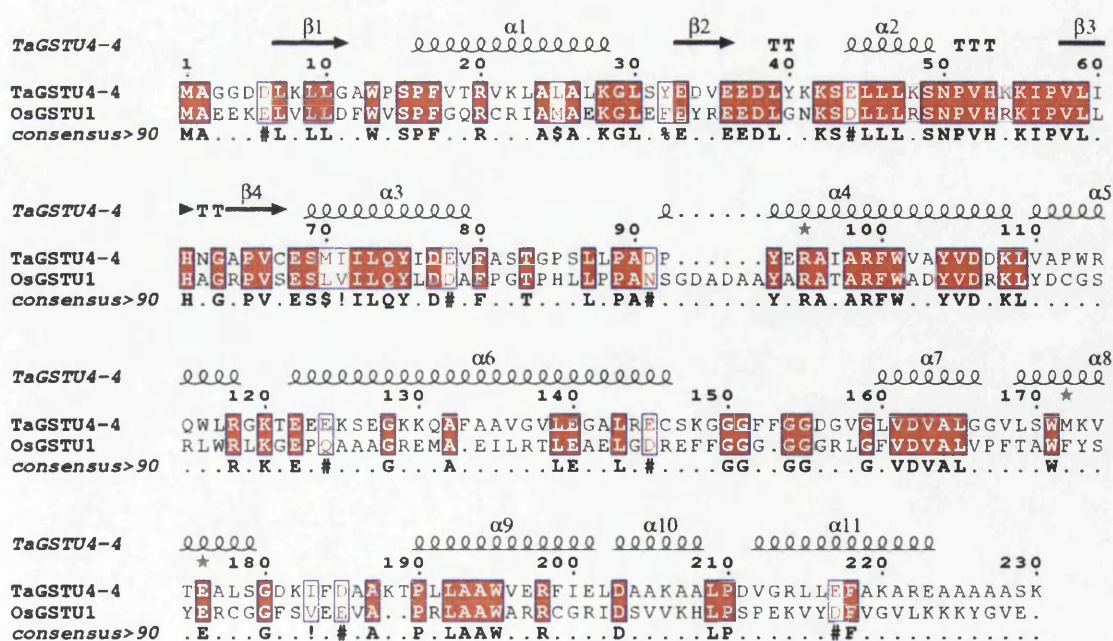 β1 α1 β2 α2 β3
TaGSTU4-4 TT TTT
1 10 20 30 40 50 60
TaGSTU4-4 MAGGDDLKLLGAWPSPFVTRVKLALALKGLSYEDVEEDLYKKSELLLKSNPVHKKIPVLI
OsGSTU1 MAEEKELVLLDFWVSPFGQRCRIAMAEKGLEFEYREEDLGNKSDLLLRSNPVHRKIPVLL
consensus>90 MA...#L.LL..W.SPF..R...A$A.KGL.%E..EEDL..KS#LLL.SNPVH.KIPVL.
β4 α3 α4 α5
TaGSTU4-4 TT
70 80 90 100 110
TaGSTU4-4 HNGAPVCESMIILQYIDEVFASTGPSLLPADP......YERAIARFWVAYVDDKLVAPWR
OsGSTU1 HAGRPVSESLVILQYLDDAFPGTPHLLPPANSGDADAAYARATARFWADYVDRKLYDCGS
consensus>90 H.G.PV.ES$!ILQY.D#.F..T...L.PA#.......Y.RA.ARFW..YVD.KL.....
α6 α7 α8
TaGSTU4-4
120 130 140 150 160 170
TaGSTU4-4 QWLRGKTEEEKSEGKKQAFAAVGVLEGALRECSKGGGFFGGDGVGLVDVALGGVLSWMKV
OsGSTU1 RLWRLKGEPQAAAGREMA.EILRTLEAELGDREFFGGGGGGRLGFVDVALVPFTAWFYS
consensus>90 ...R.K.E.#...G....A.....LE..L.#.....GG..GG..G.VDVAL.....W...
α9 α10 α11
TaGSTU4-4
180 190 200 210 220 230
TaGSTU4-4 TEALSGDKIFDAAKTPLLAAWVERFIELDAAKAALPDVGRLLEFAKAREAAAAASK
OsGSTU1 YERCGGFSVEEVA..PRLAAWARRCGRIDSVVKHLPSPEKVYDFVGVLKKKYGVE.
consensus>90 .E...G...!.#.A..P.LAAW..R.....D.....LP.......#F............